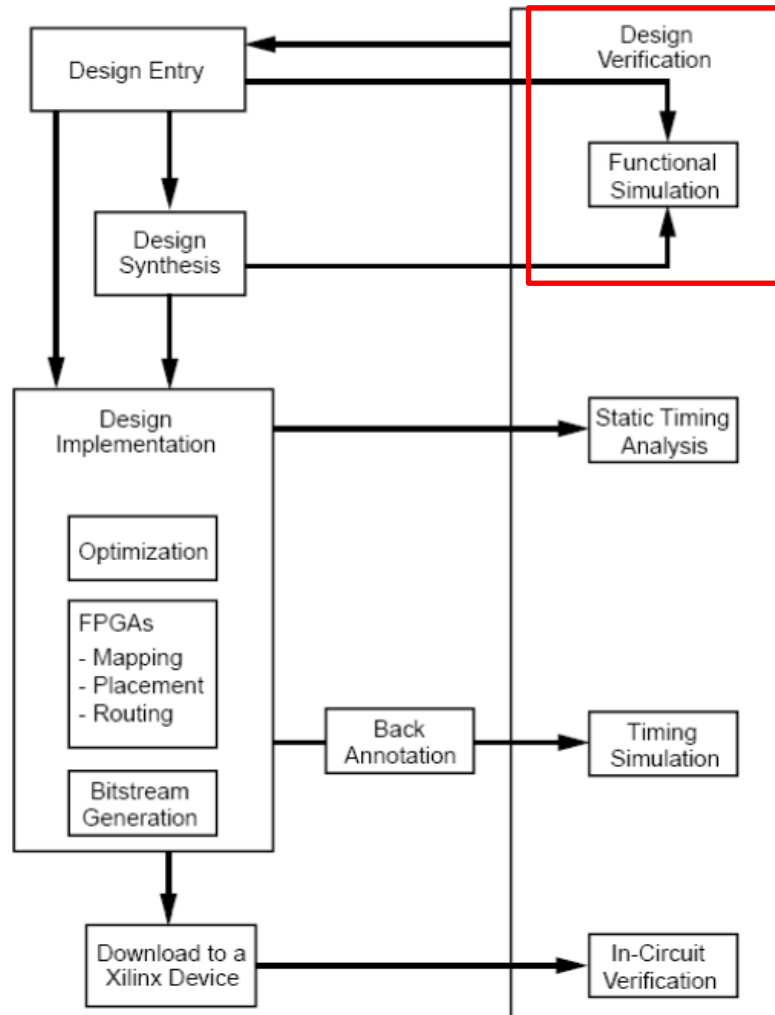 Design Entry
Design
Verification
Functional
Simulation
Design
Synthesis
Design
Implementation
Static Timing
Analysis
Optimization
FPGAs
- Mapping
- Placement
- Routing
Back
Annotation
Timing
Simulation
Bitstream
Generation
Download to a
Xilinx Device
In-Circuit
Verification